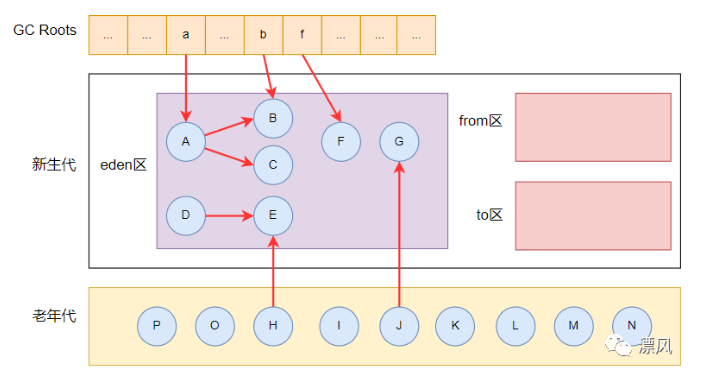 GC Roots
... ... a ... b f ... ... ...
B
from区
A
F
G
新生代
eden区
C
D
E
to区
老年代
P O H I J K L M N
漂风